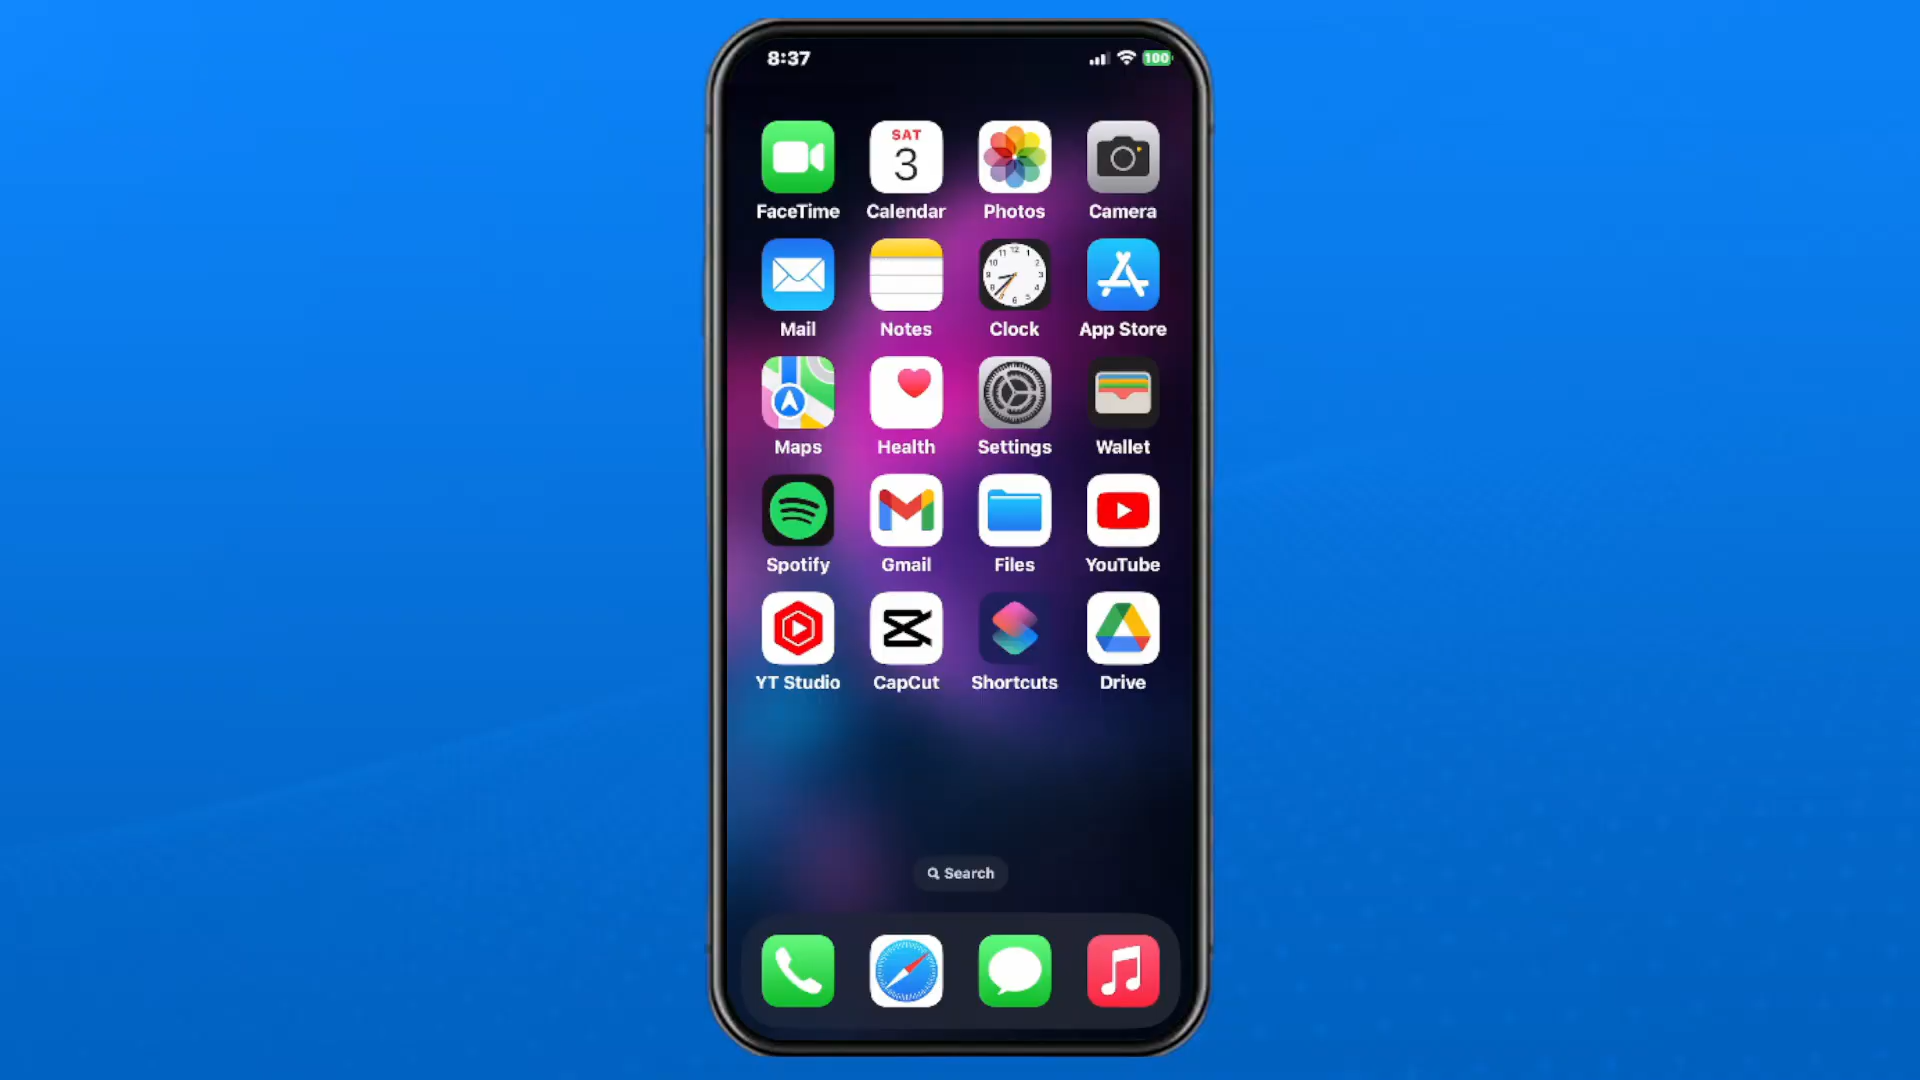 8:37
100
SAT
3
FaceTime Calendar Photos Camera
Mail Notes Clock App Store
Maps Health Settings Wallet
Spotify Gmail Files YouTube
YT Studio CapCut Shortcuts Drive
Search